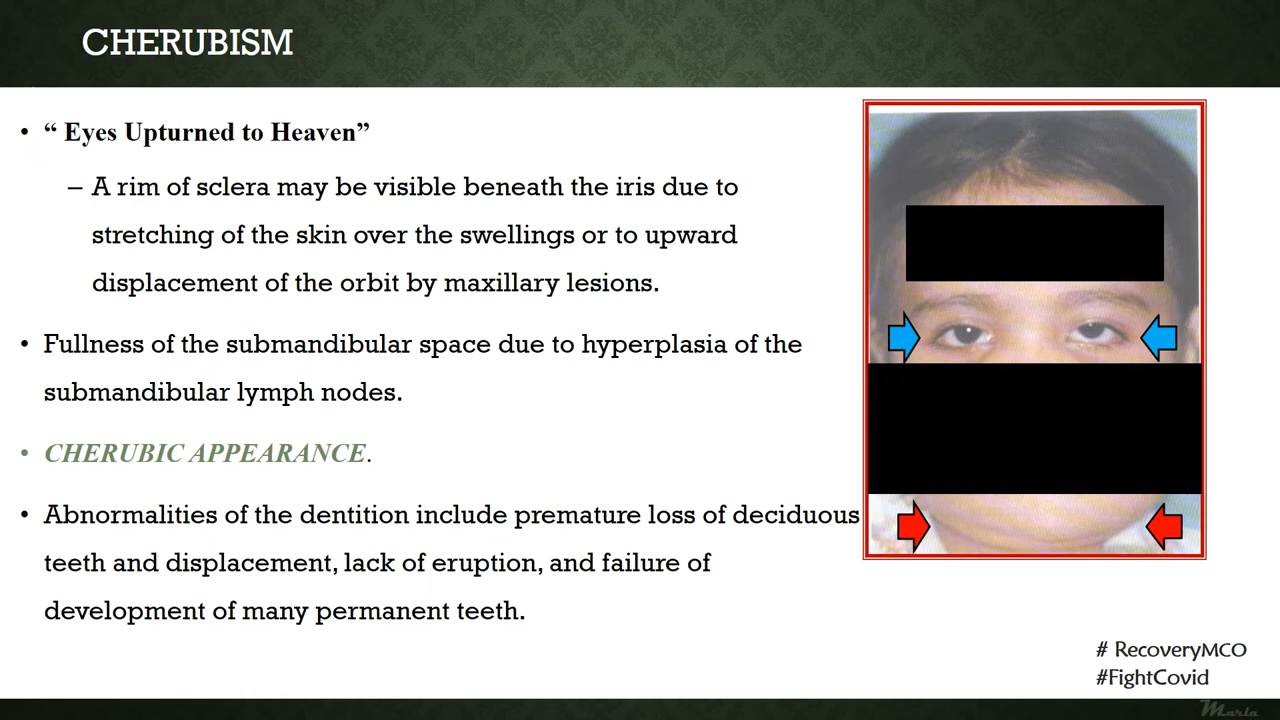 CHERUBISM
• “ Eyes Upturned to Heaven”
– A rim of sclera may be visible beneath the iris due to
stretching of the skin over the swellings or to upward
displacement of the orbit by maxillary lesions.
• Fullness of the submandibular space due to hyperplasia of the
submandibular lymph nodes.
• CHERUBIC APPEARANCE.
• Abnormalities of the dentition include premature loss of deciduous
teeth and displacement, lack of eruption, and failure of
development of many permanent teeth.
# RecoveryMCO
#FightCovid
Marla